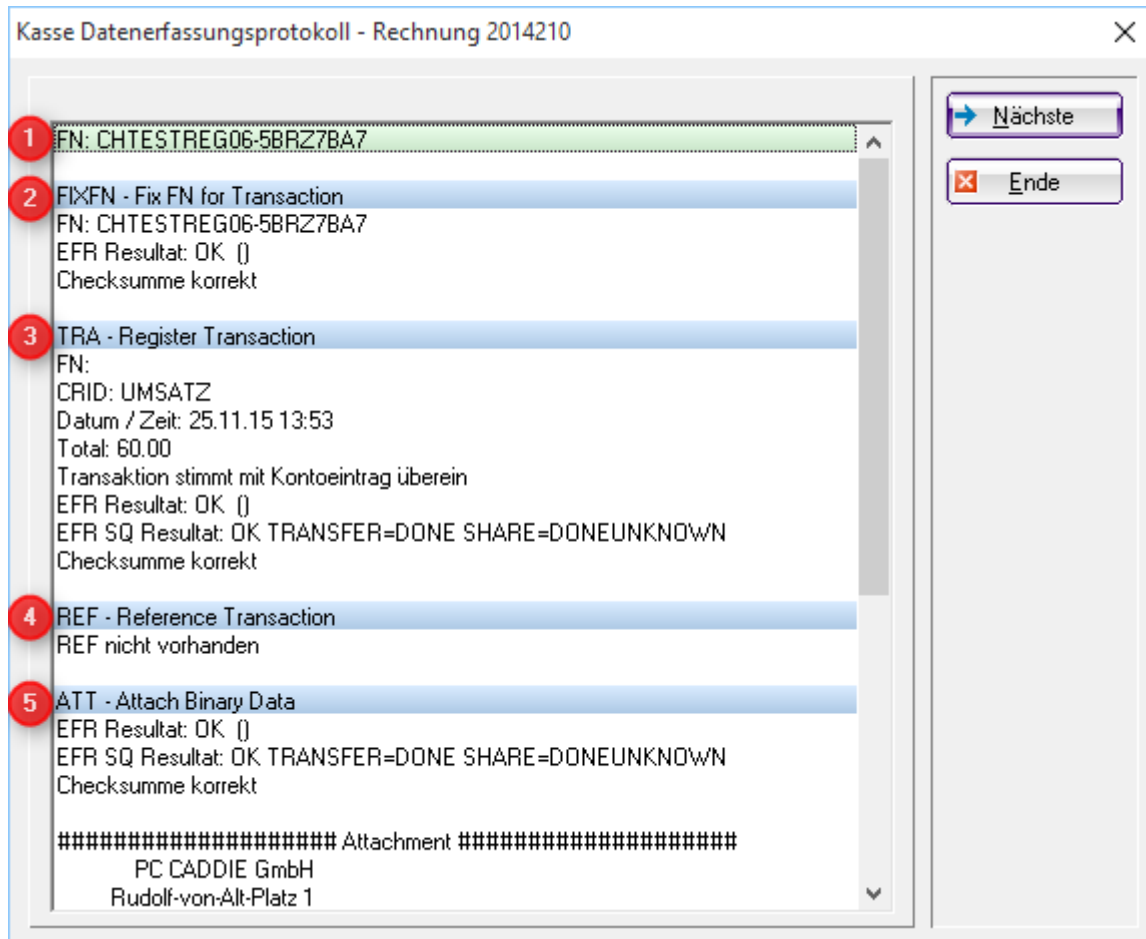 Kasse Datenerfassungsprotokoll - Rechnung 2014210
1 FN: CHTESTREG06-5BRZ7BA7
2 FIXFN - Fix FN for Transaction
FN: CHTESTREG06-5BRZ7BA7
EFR Resultat: OK ()
Checksumme korrekt
3 TRA - Register Transaction
FN:
CRID: UMSATZ
Datum / Zeit: 25.11.15 13:53
Total: 60.00
Transaktion stimmt mit Kontoeintrag überein
EFR Resultat: OK ()
EFR SQ Resultat: OK TRANSFER=DONE SHARE=DONEUNKNOWN
Checksumme korrekt
4 REF - Reference Transaction
REF nicht vorhanden
5 ATT - Attach Binary Data
EFR Resultat: OK ()
EFR SQ Resultat: OK TRANSFER=DONE SHARE=DONEUNKNOWN
Checksumme korrekt
#################### Attachment ####################
PC CADDIE GmbH
Rudolf-von-Alt-Platz 1
Nächste
Ende